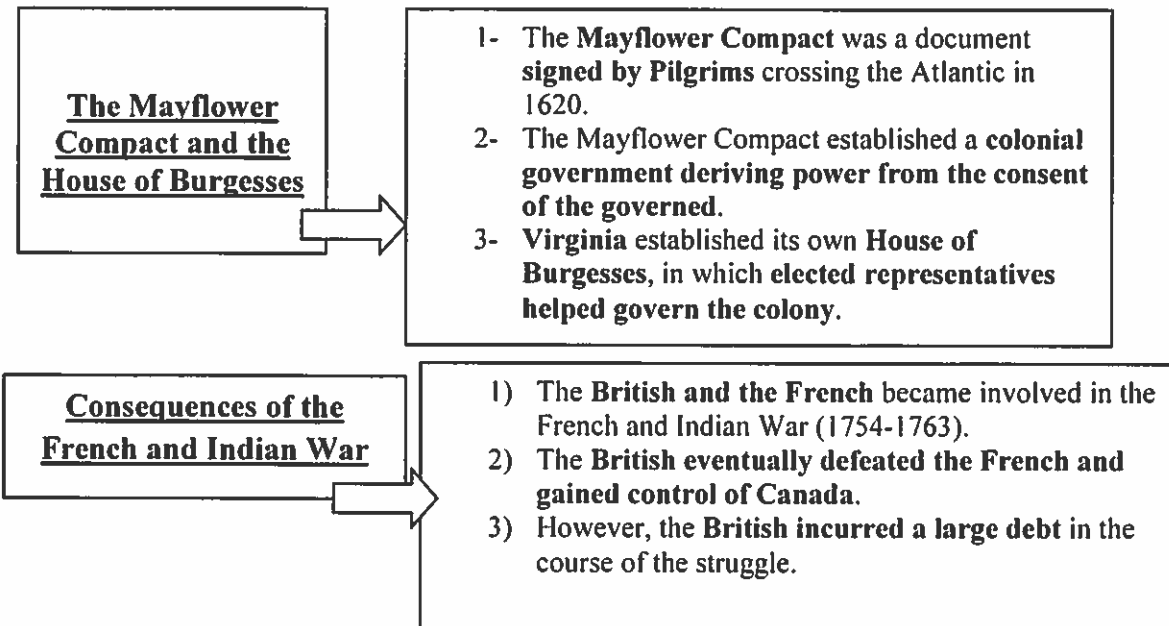 The Mayflower
Compact and the
House of Burgesses
1- The Mayflower Compact was a document
signed by Pilgrims crossing the Atlantic in
1620.
2- The Mayflower Compact established a colonial
government deriving power from the consent
of the governed.
3- Virginia established its own House of
Burgesses, in which elected representatives
helped govern the colony.
Consequences of the
French and Indian War
1) The British and the French became involved in the
French and Indian War (1754-1763).
2) The British eventually defeated the French and
gained control of Canada.
3) However, the British incurred a large debt in the
course of the struggle.